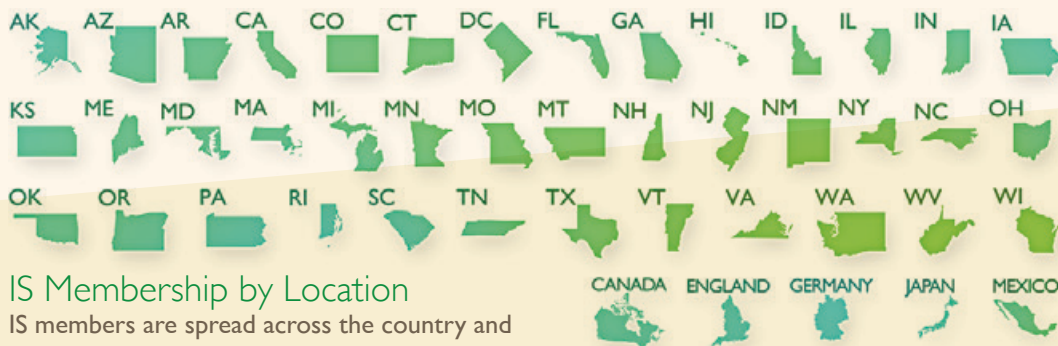 AK AZ AR CA CO CT DC FL GA HI ID IL IN IA
KS ME MD MA MI MN MO MT NH NJ NM NY NC OH
OK OR PA RI SC TN TX VT VA WA WV WI
IS Membership by Location
IS members are spread across the country and
CANADA ENGLAND GERMANY JAPAN MEXICO